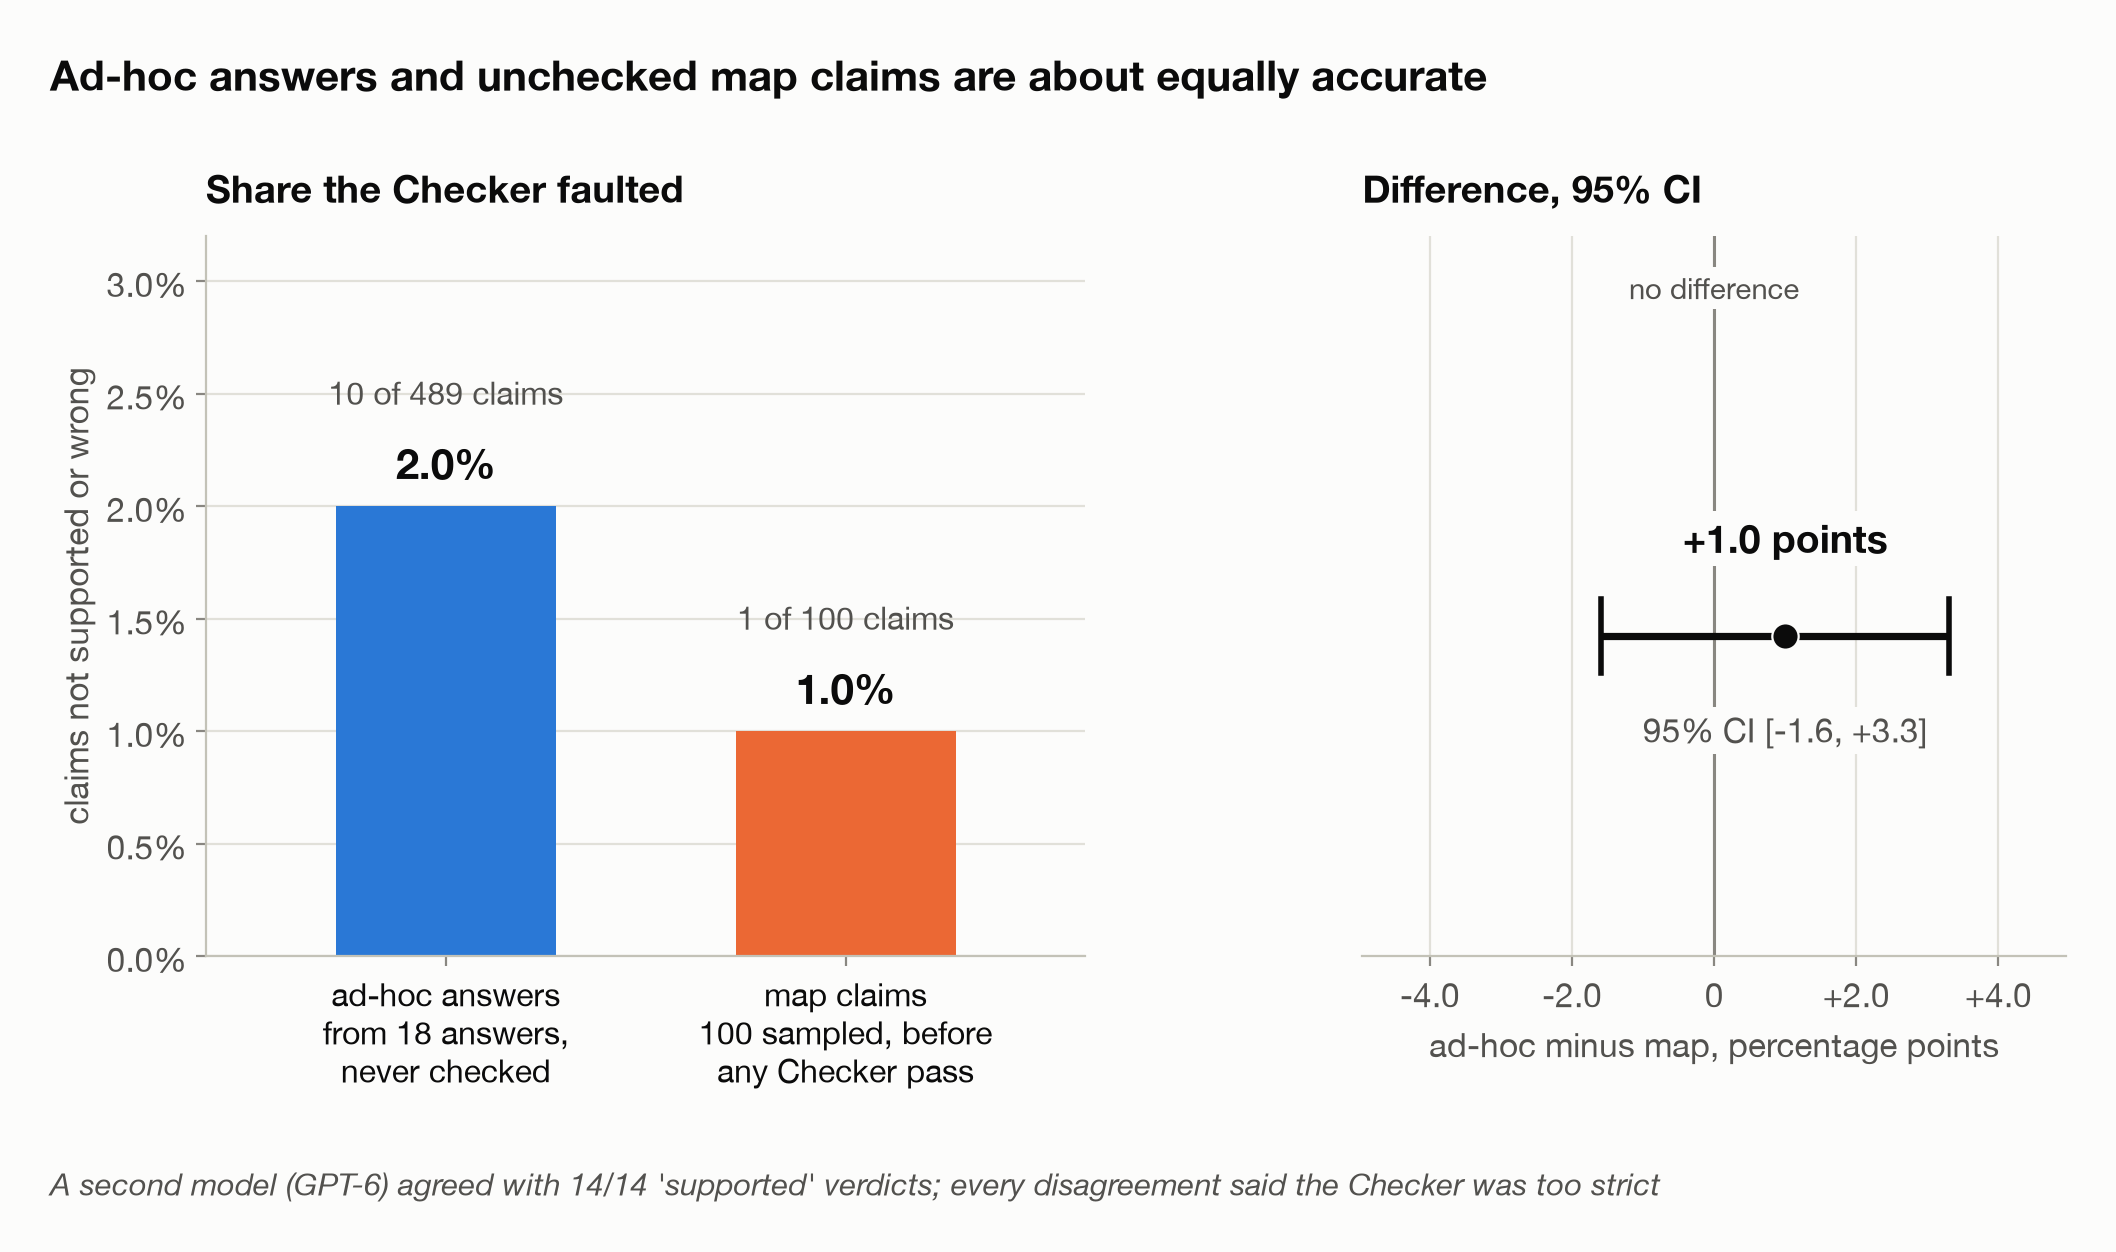 Ad-hoc answers and unchecked map claims are about equally accurate
Share the Checker faulted
claims not supported or wrong
3.0%
2.5%
2.0%
1.5%
1.0%
0.5%
0.0%
10 of 489 claims
2.0%
1 of 100 claims
1.0%
ad-hoc answers
from 18 answers,
never checked
map claims
100 sampled, before
any Checker pass
Difference, 95% CI
no difference
+1.0 points
95% CI [-1.6, +3.3]
-4.0
-2.0
0
+2.0
+4.0
ad-hoc minus map, percentage points
A second model (GPT-6) agreed with 14/14 'supported' verdicts; every disagreement said the Checker was too strict